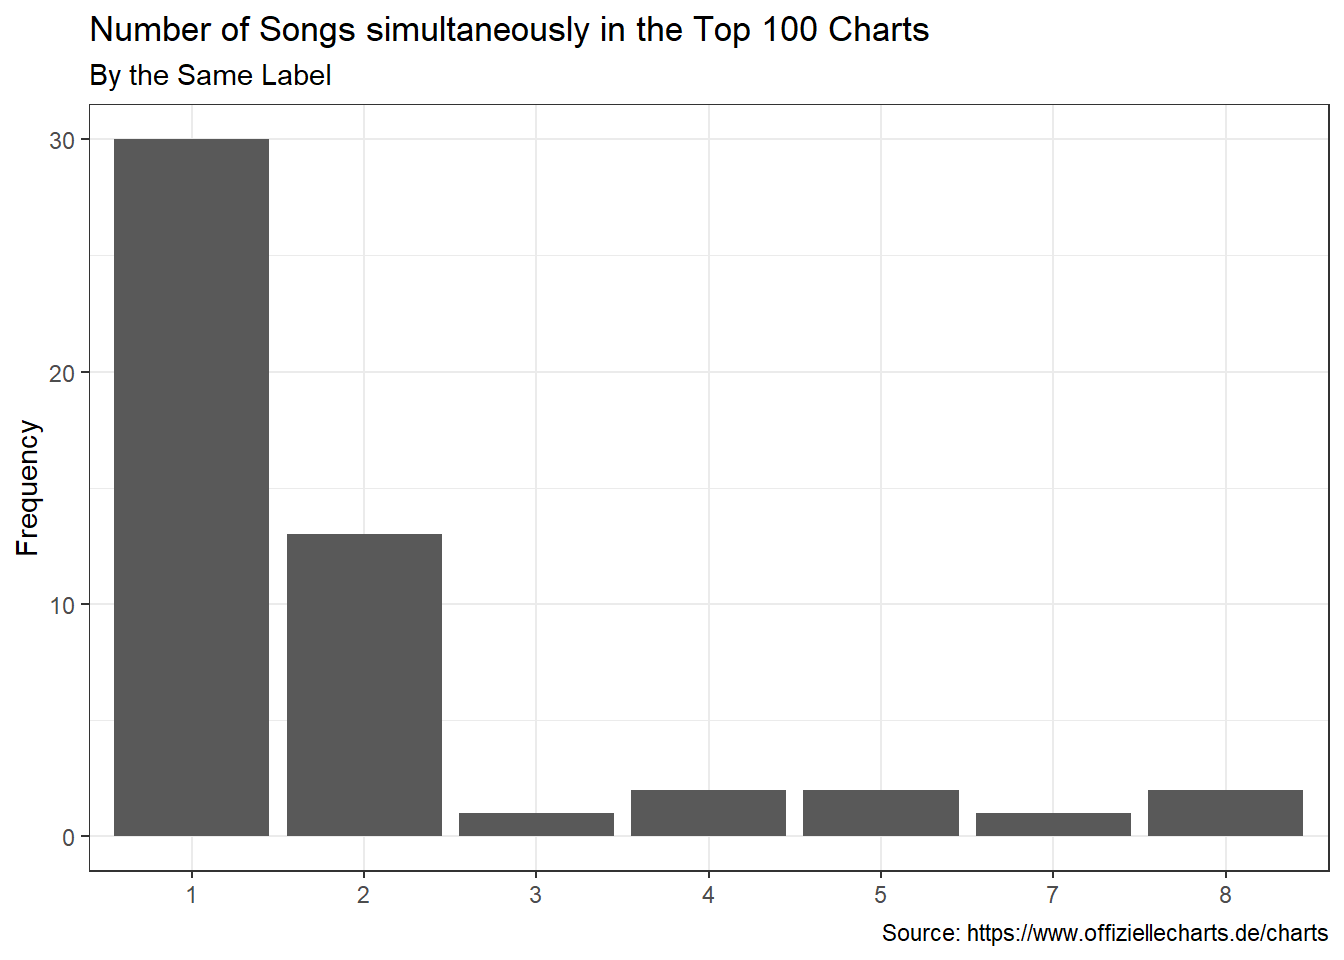 Number of Songs simultaneously in the Top 100 Charts
By the Same Label
30
20
10
0
Frequency
1 2 3 4 5 7 8
Source: https://www.offiziellecharts.de/charts